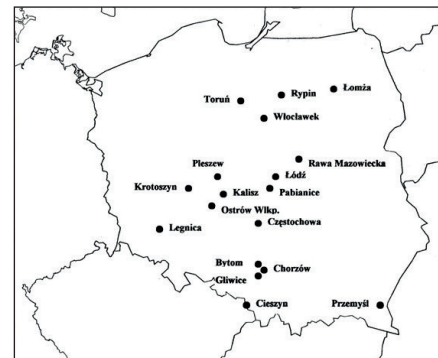 Łomża
Rypin
Toruń
Włocławek
Rawa Mazowiecka
Pleszew
Łódź
Krotoszyn
Kalisz
Pabianice
Ostrów Wlkp.
Częstochowa
Legnica
Bytom
Chorzów
Gliwice
Cieszyn
Przemyśl